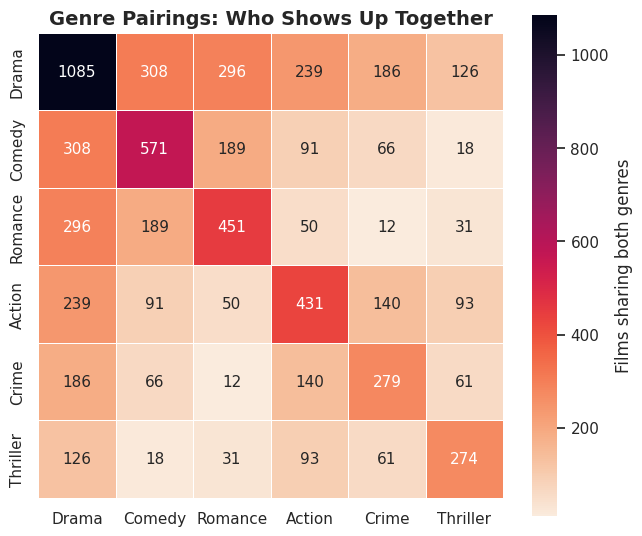 Genre Pairings: Who Shows Up Together
Drama 1085 308 296 239 186 126
Comedy 308 571 189 91 66 18
Romance 296 189 451 50 12 31
Action 239 91 50 431 140 93
Crime 186 66 12 140 279 61
Thriller 126 18 31 93 61 274
Drama Comedy Romance Action Crime Thriller
1000
800
600
400
200
Films sharing both genres